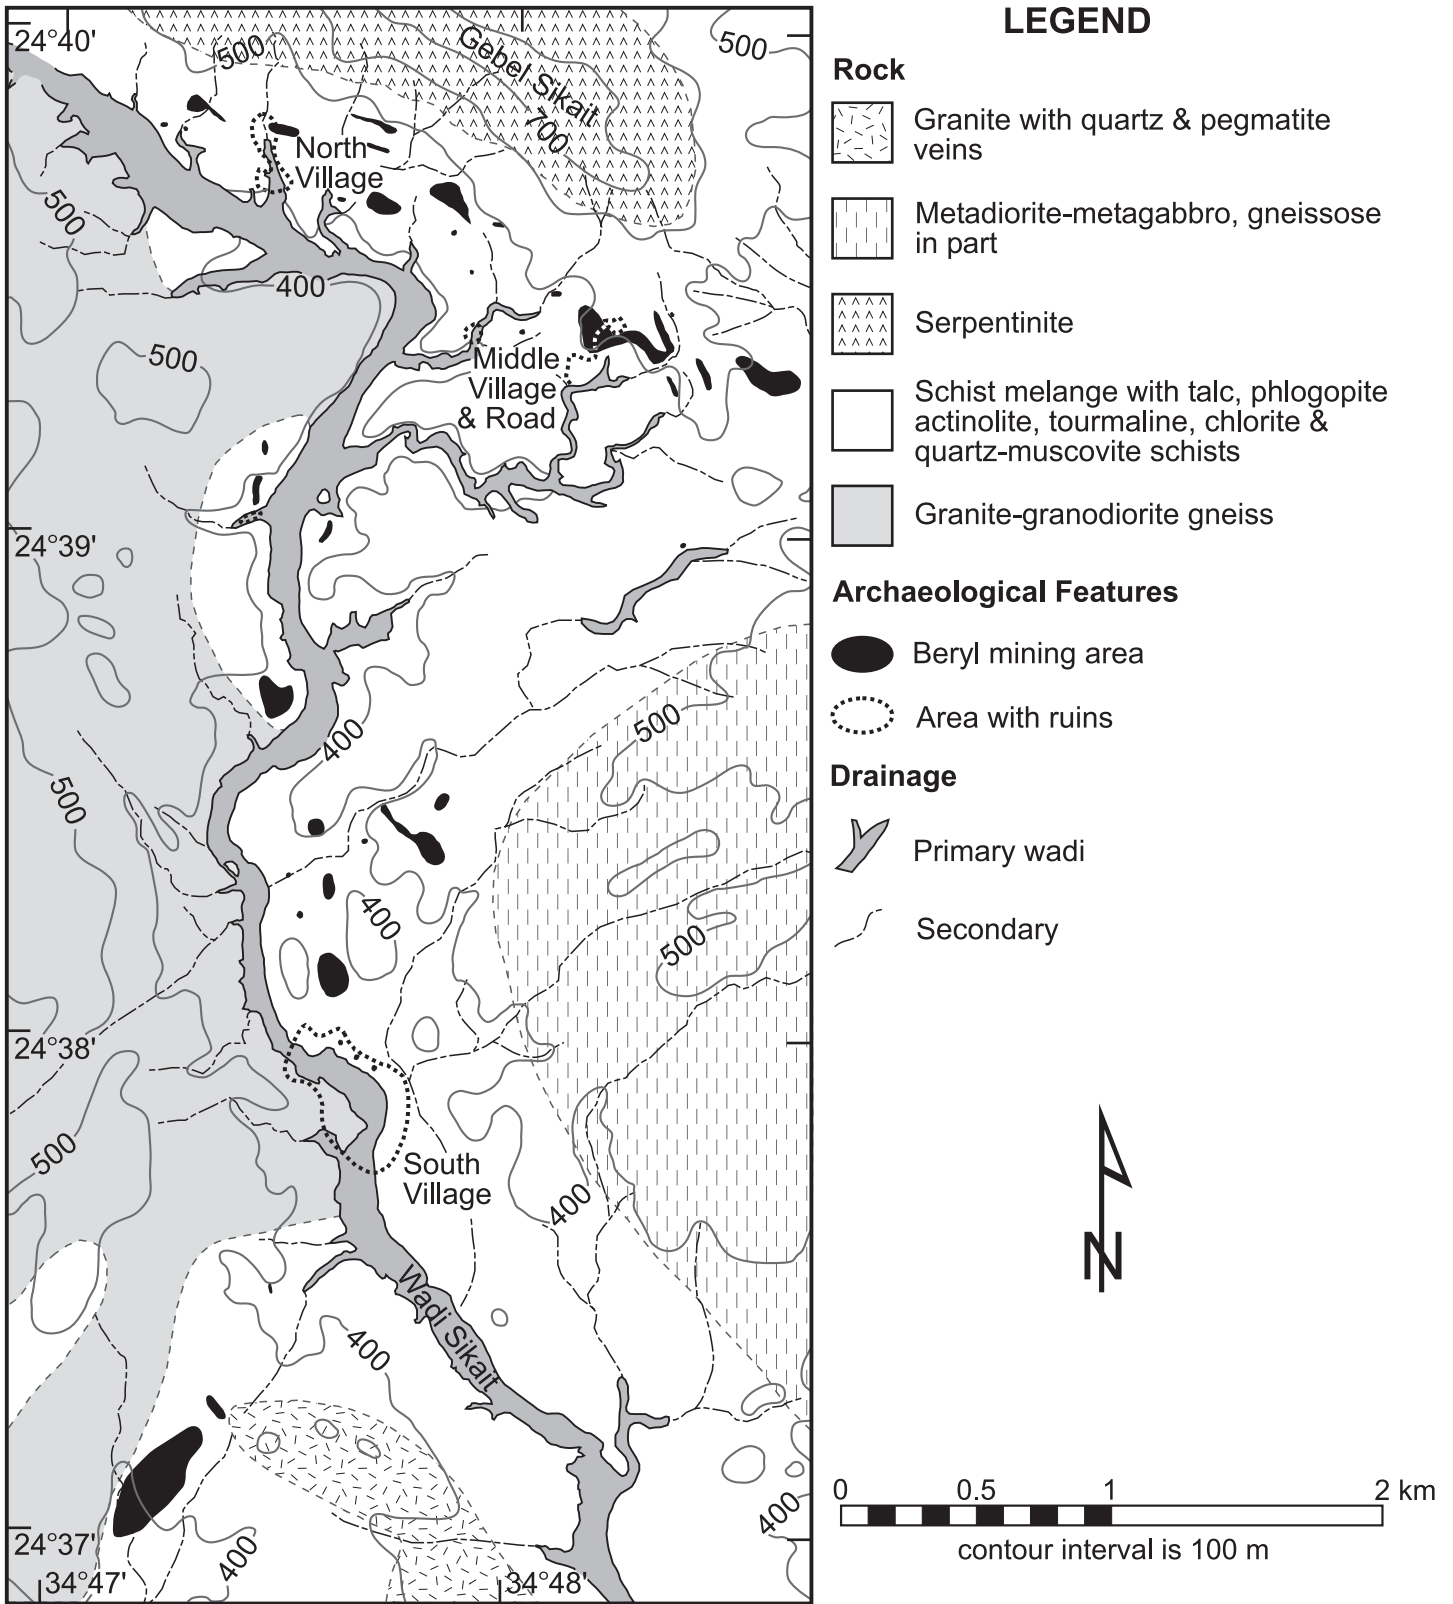 24°40'
500
Gebel Sikait
700
500
North
Village
500
400
500
Middle
Village
& Road
24°39'
500
400
500
400
500
24°38'
500
South
Village
400
Wadi Sikait
400
400
400
24°37'
34°47'
34°48'
LEGEND
Rock
Granite with quartz & pegmatite
veins
Metadiorite-metagabbro, gneissose
in part
Serpentinite
Schist melange with talc, phlogopite
actinolite, tourmaline, chlorite &
quartz-muscovite schists
Granite-granodiorite gneiss
Archaeological Features
Beryl mining area
Area with ruins
Drainage
Primary wadi
Secondary
N
0 0.5 1 2 km
contour interval is 100 m